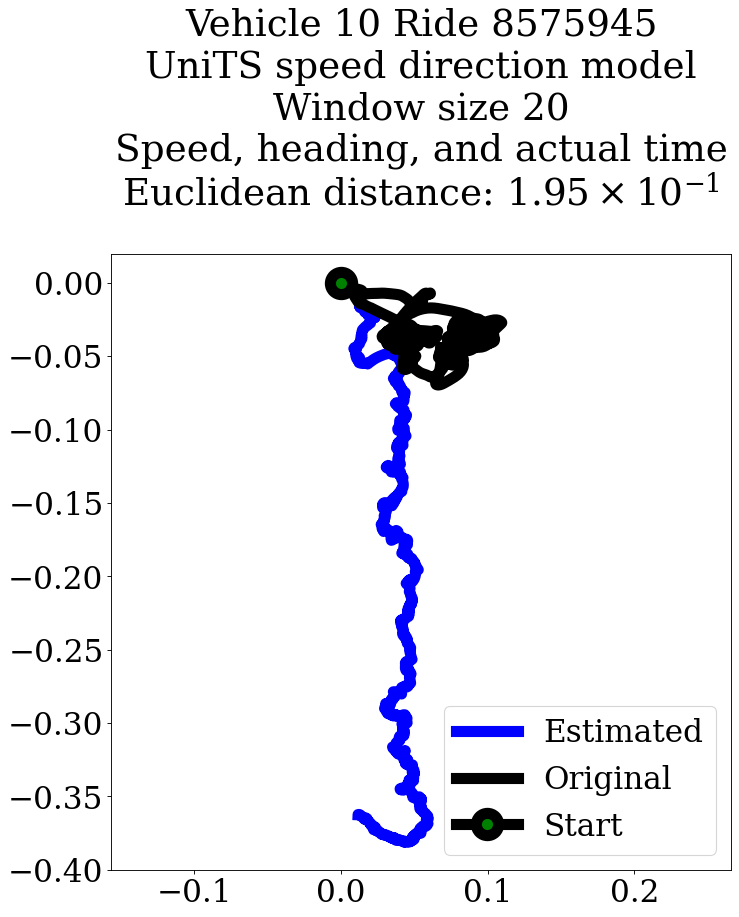 Vehicle 10 Ride 8575945
UniTS speed direction model
Window size 20
Speed, heading, and actual time
Euclidean distance: 1.95 × 10⁻¹
0.00
−0.05
−0.10
−0.15
−0.20
−0.25
−0.30
−0.35
−0.40
Estimated
Original
Start
−0.1
0.0
0.1
0.2